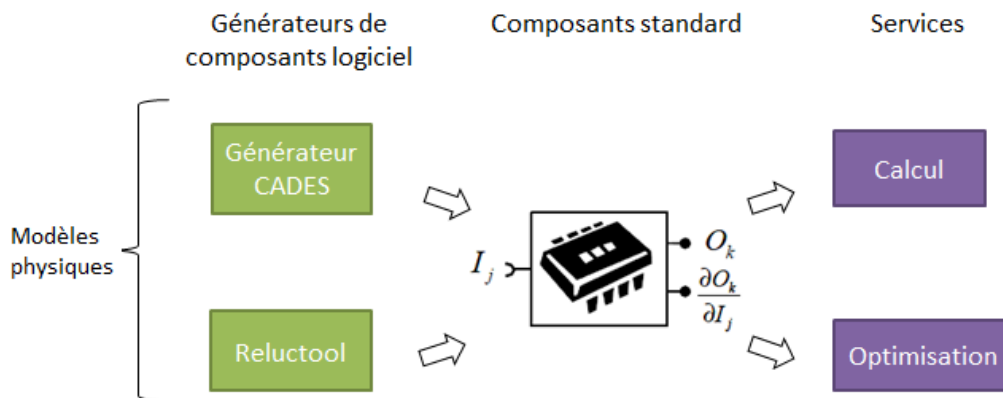 Générateurs de
composants logiciel
Composants standard
Services
Générateur
CADES
Calcul
Modèles
physiques
I_j
O_k
∂O_k
∂I_j
Reluctool
Optimisation